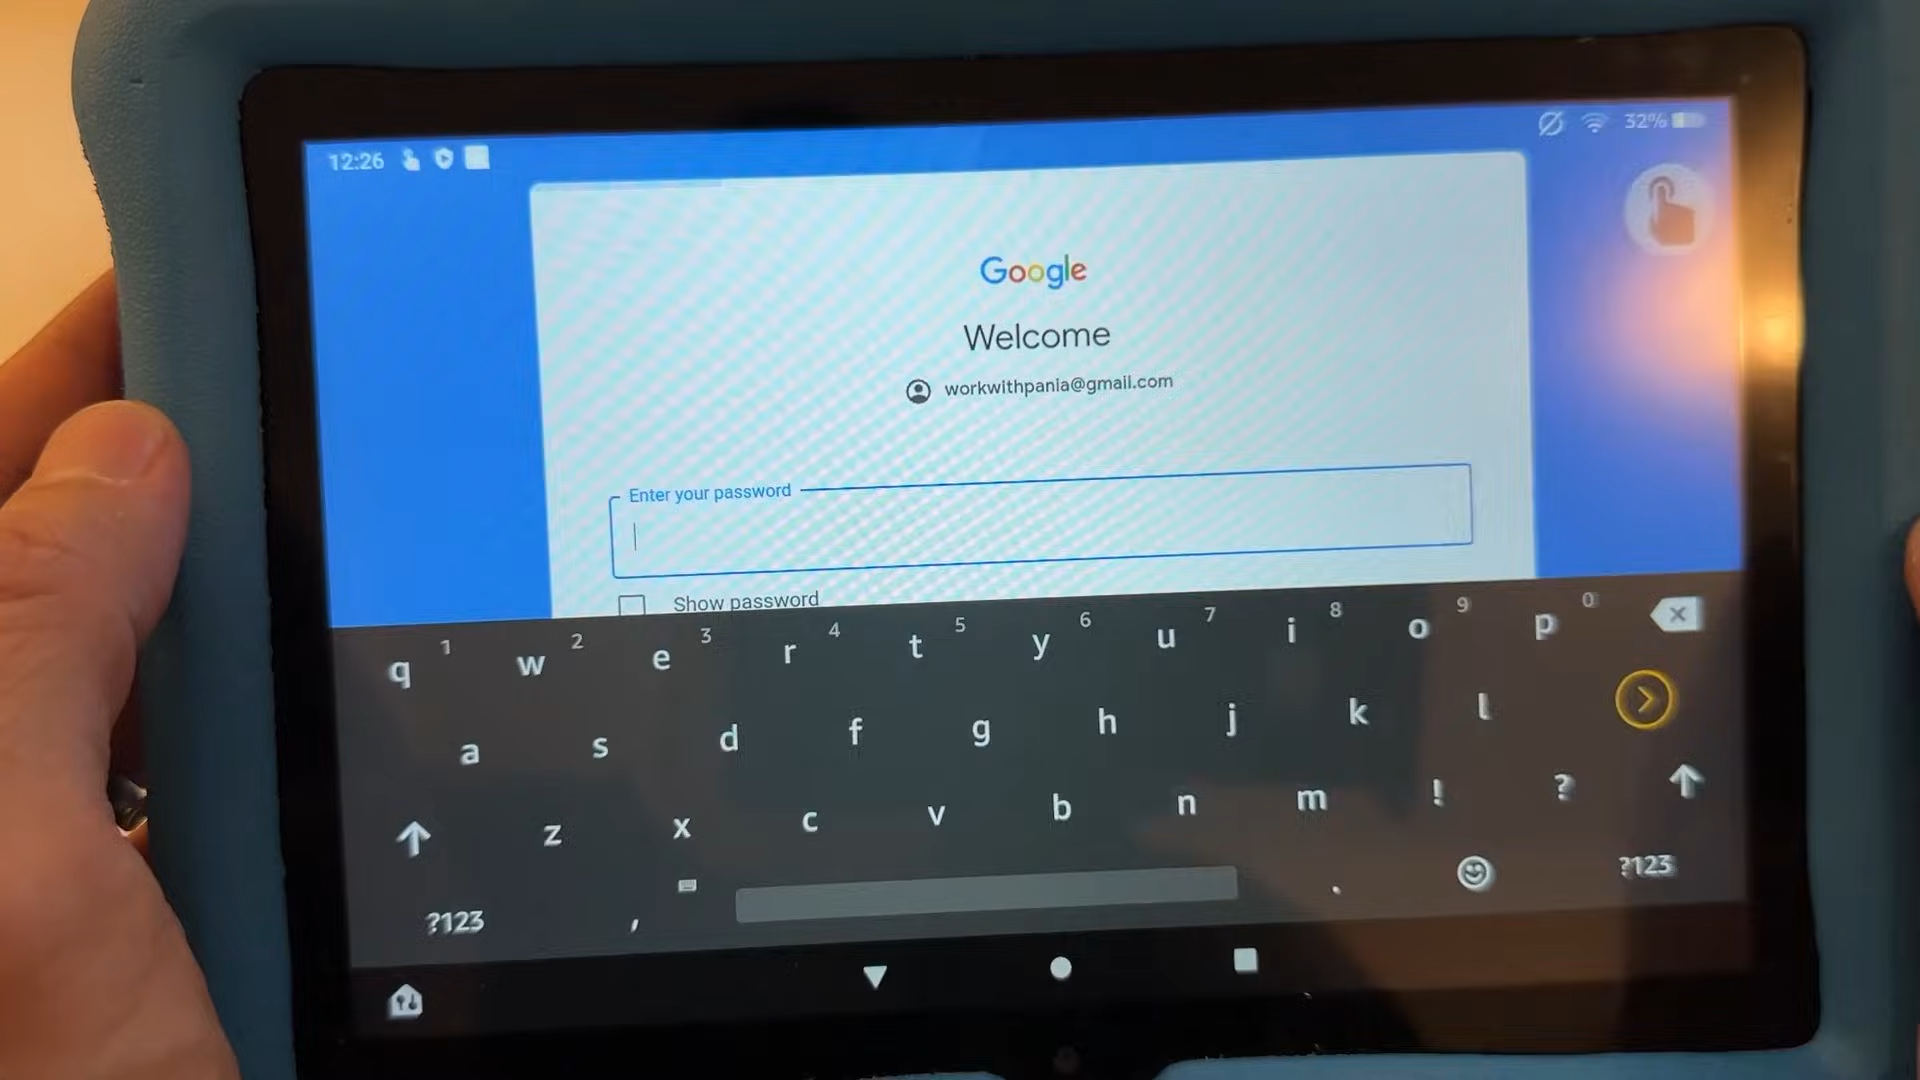 12:26 32%
Google
Welcome
workwithpania@gmail.com
Enter your password
Show password
1 2 3 4 5 6 7 8 9 0
q w e r t y u i o p
a s d f g h j k l
z x c v b n m ! ?
?123 , . ?123